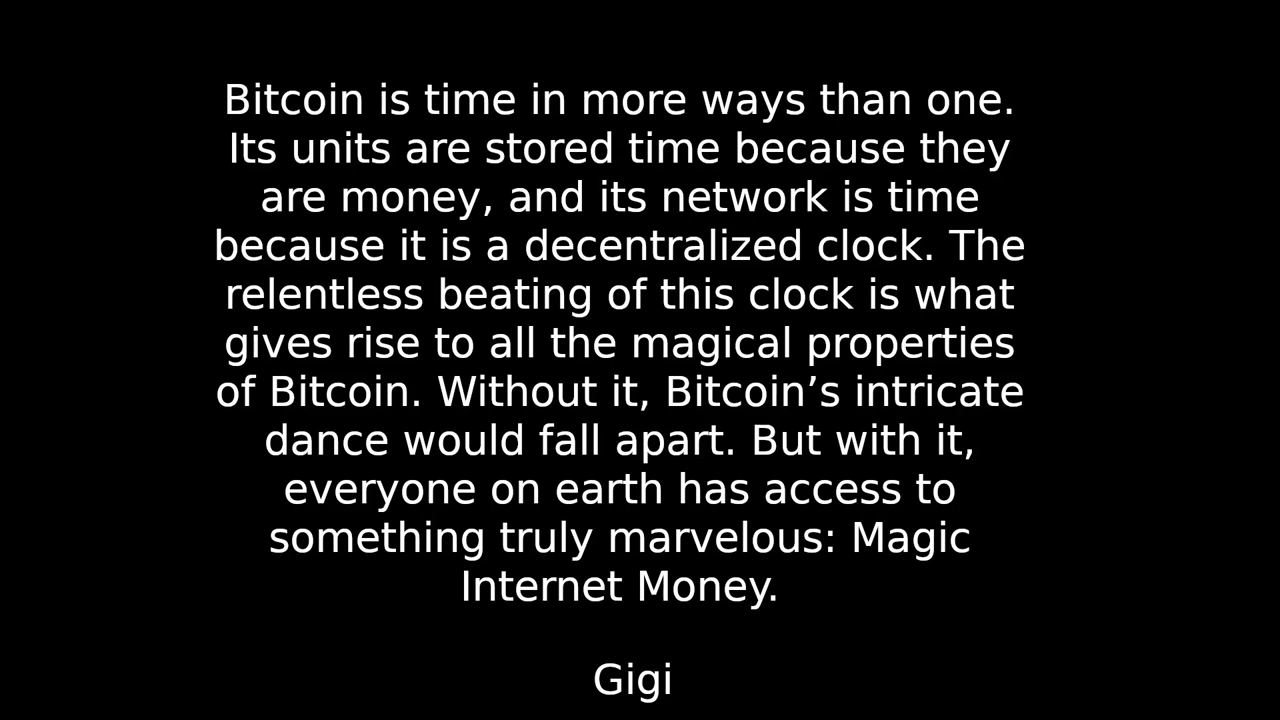 Bitcoin is time in more ways than one.
Its units are stored time because they
are money, and its network is time
because it is a decentralized clock. The
relentless beating of this clock is what
gives rise to all the magical properties
of Bitcoin. Without it, Bitcoin’s intricate
dance would fall apart. But with it,
everyone on earth has access to
something truly marvelous: Magic
Internet Money.
Gigi